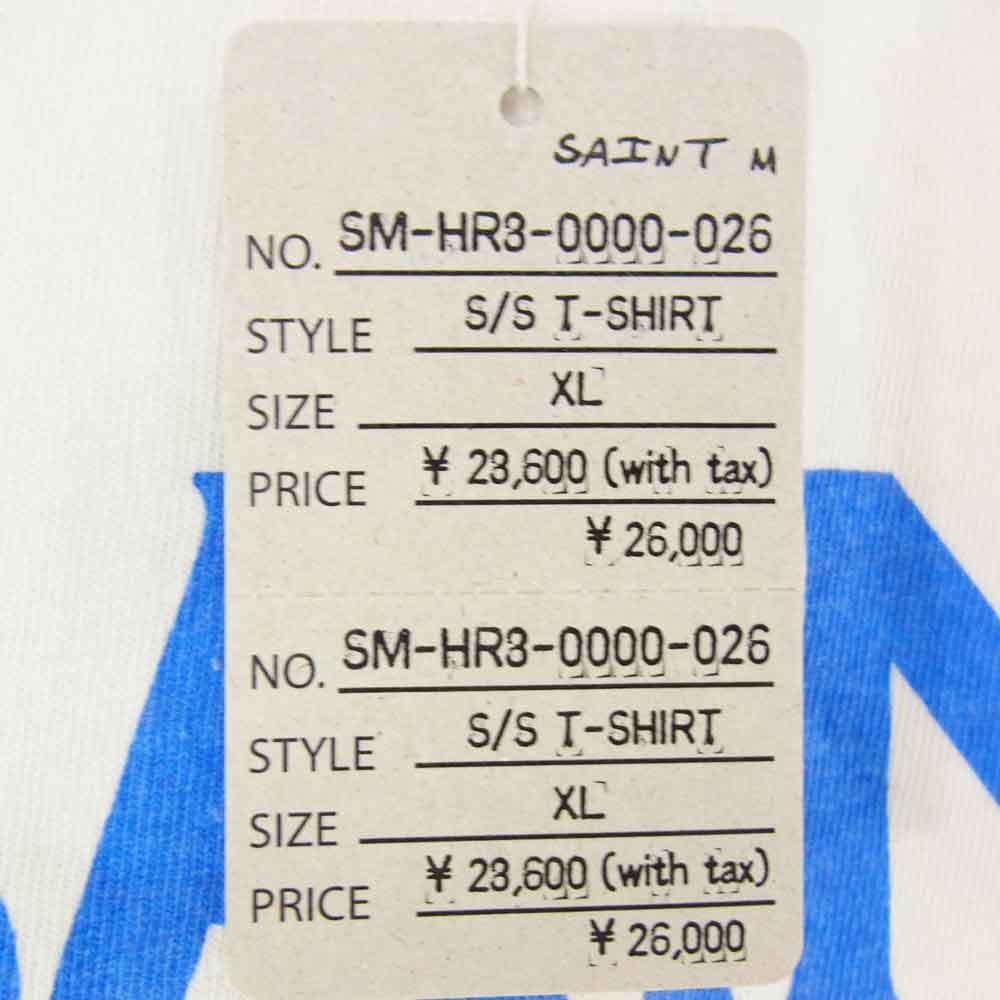 SAINT M
NO. SM-HR3-0000-026
STYLE S/S T-SHIRT
SIZE XL
PRICE ¥ 23,600 (with tax)
¥ 26,000
NO. SM-HR3-0000-026
STYLE S/S T-SHIRT
SIZE XL
PRICE ¥ 23,600 (with tax)
¥ 26,000